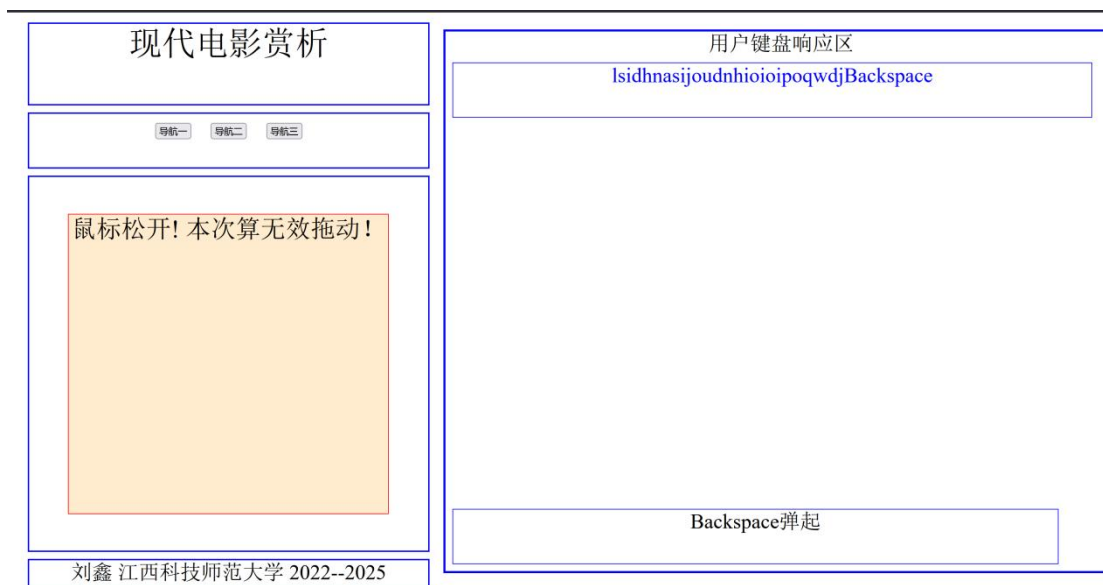 现代电影赏析
导航一 导航二 导航三
鼠标松开! 本次算无效拖动!
刘鑫 江西科技师范大学 2022--2025
用户键盘响应区
lsidhnasijoudnhioioipoqwdjBackspace
Backspace弹起